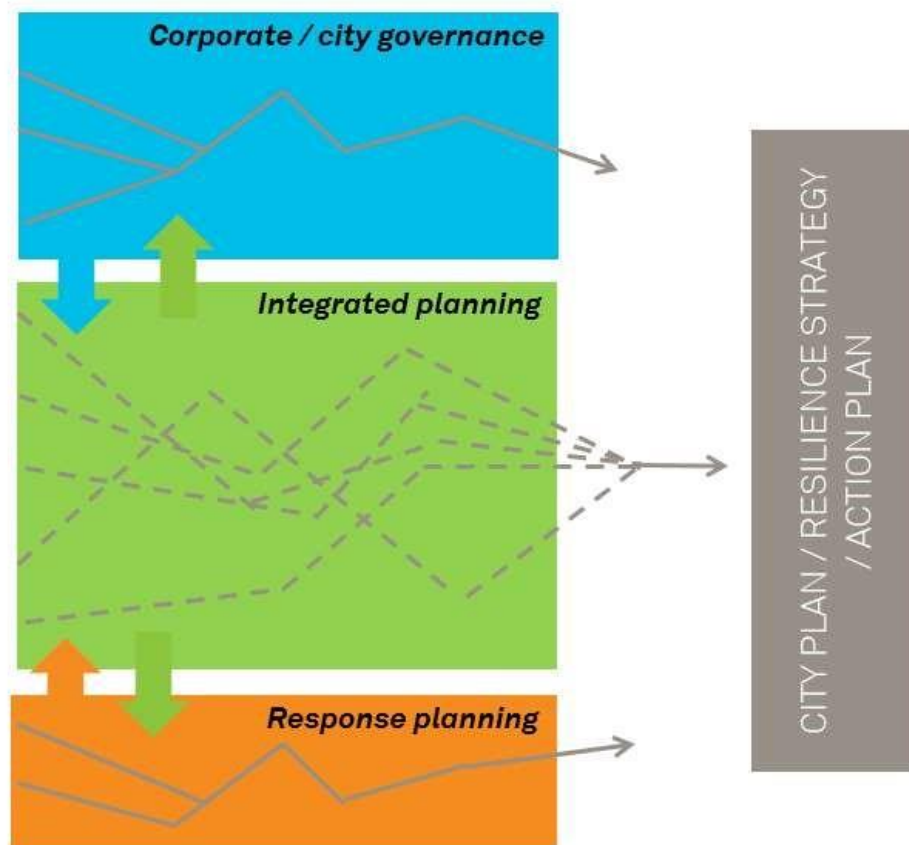 Corporate / city governance
Integrated planning
Response planning
CITY PLAN / RESILIENCE STRATEGY
/ ACTION PLAN